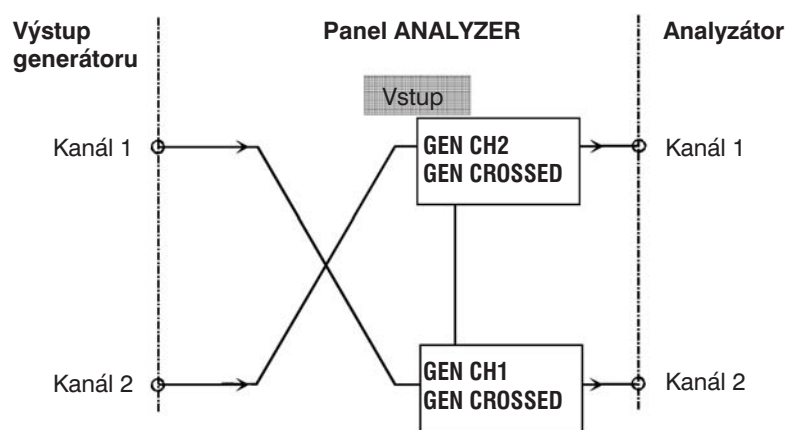 Výstup
generátoru
Panel ANALYZER
Analyzátor
Vstup
Kanál 1
GEN CH2
GEN CROSSED
Kanál 1
Kanál 2
GEN CH1
GEN CROSSED
Kanál 2